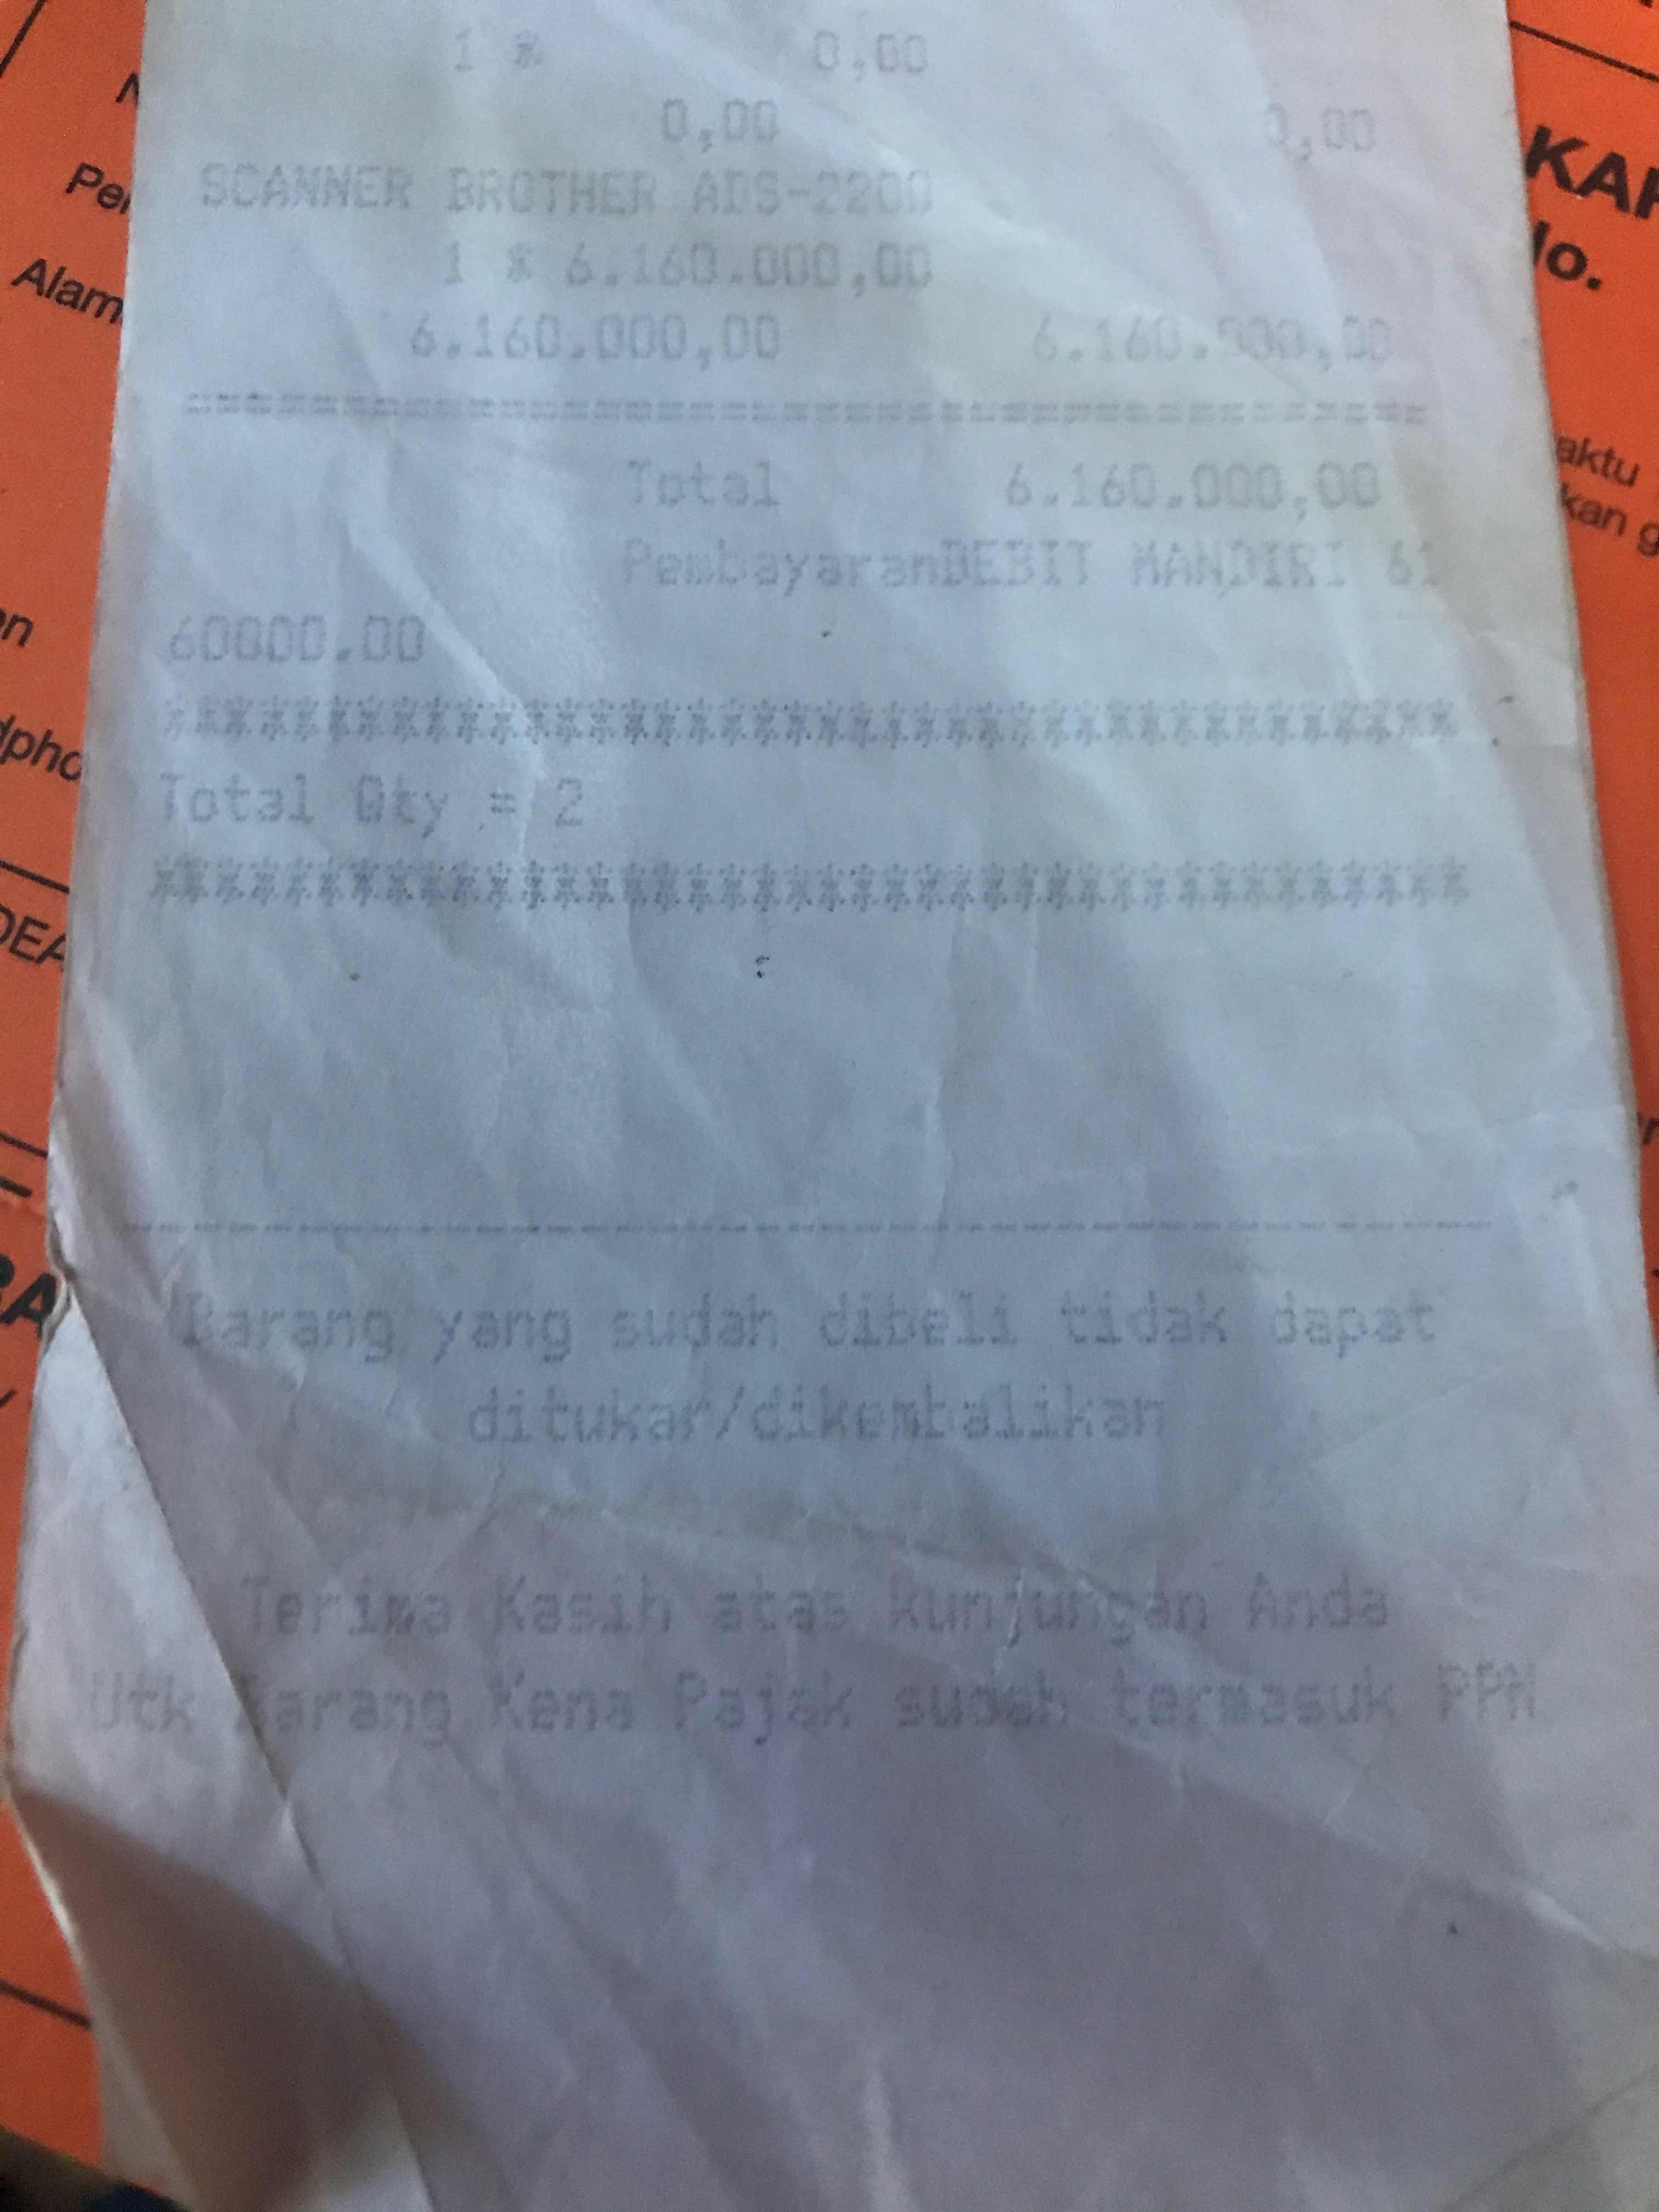 1 * 0,00
0,00 0,00
SCANNER BROTHER ADS-2200
1 * 6.160.000,00
6.160.000,00 6.160.000,00
=======================================
Total 6.160.000,00
PembayaranDEBIT MANDIRI 61
60000.00
****************************************
Total Qty = 2
****************************************
----------------------------------------
Barang yang sudah dibeli tidak dapat
ditukar/dikembalikan
Terima Kasih atas kunjungan Anda
Utk Barang Kena Pajak sudah termasuk PPN